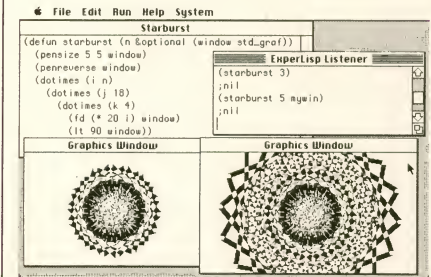 File Edit Run Help System
Starburst
(defun starburst (n &optional (window std_graf))
(pensize 5 5 window)
(penreverse window)
(dotimes (i n)
(dotimes (j 18)
(dotimes (k 4)
(fd (* 20 i) window)
(lt 90 window))
ExperLisp Listener
(starburst 3)
;nil
(starburst 5 mywin)
;nil
Graphics Window
Graphics Window